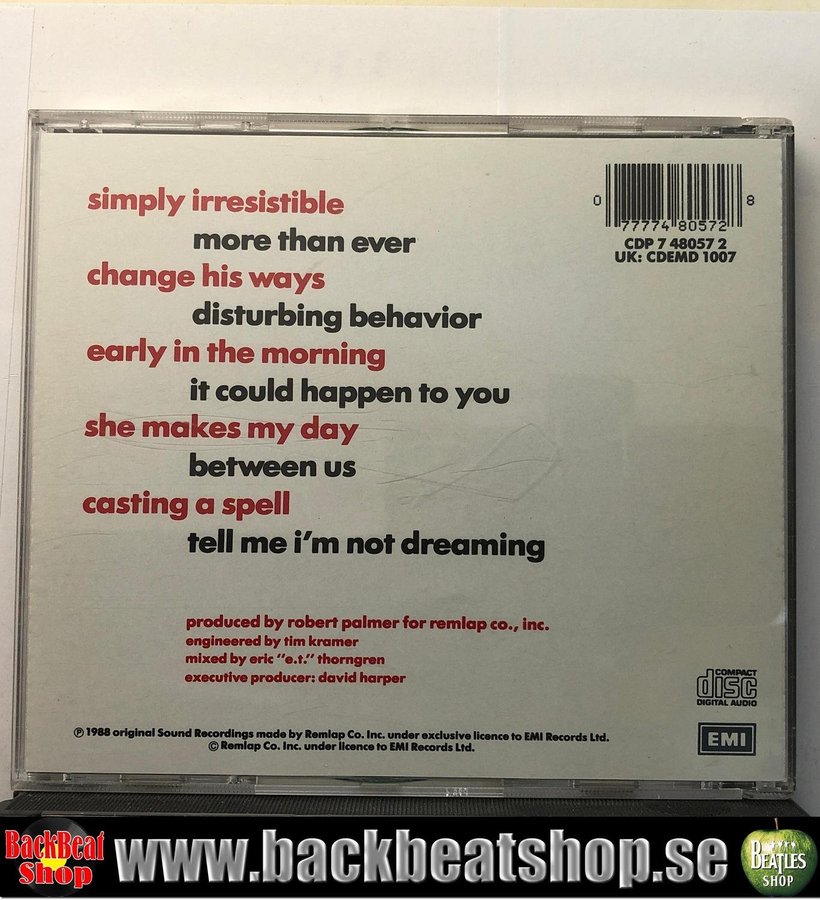 simply irresistible
more than ever
change his ways
disturbing behavior
early in the morning
it could happen to you
she makes my day
between us
casting a spell
tell me i'm not dreaming
0 77774 80572 8
CDP 7 48057 2
UK: CDEMD 1007
produced by robert palmer for remlap co., inc.
engineered by tim kramer
mixed by eric "e.t." thorngren
executive producer: david harper
COMPACT
disc
DIGITAL AUDIO
℗ 1988 original Sound Recordings made by Remlap Co. Inc. under exclusive licence to EMI Records Ltd.
© Remlap Co. Inc. under licence to EMI Records Ltd.
EMI
BackBeat
Shop
www.backbeatshop.se
BEATLES
SHOP